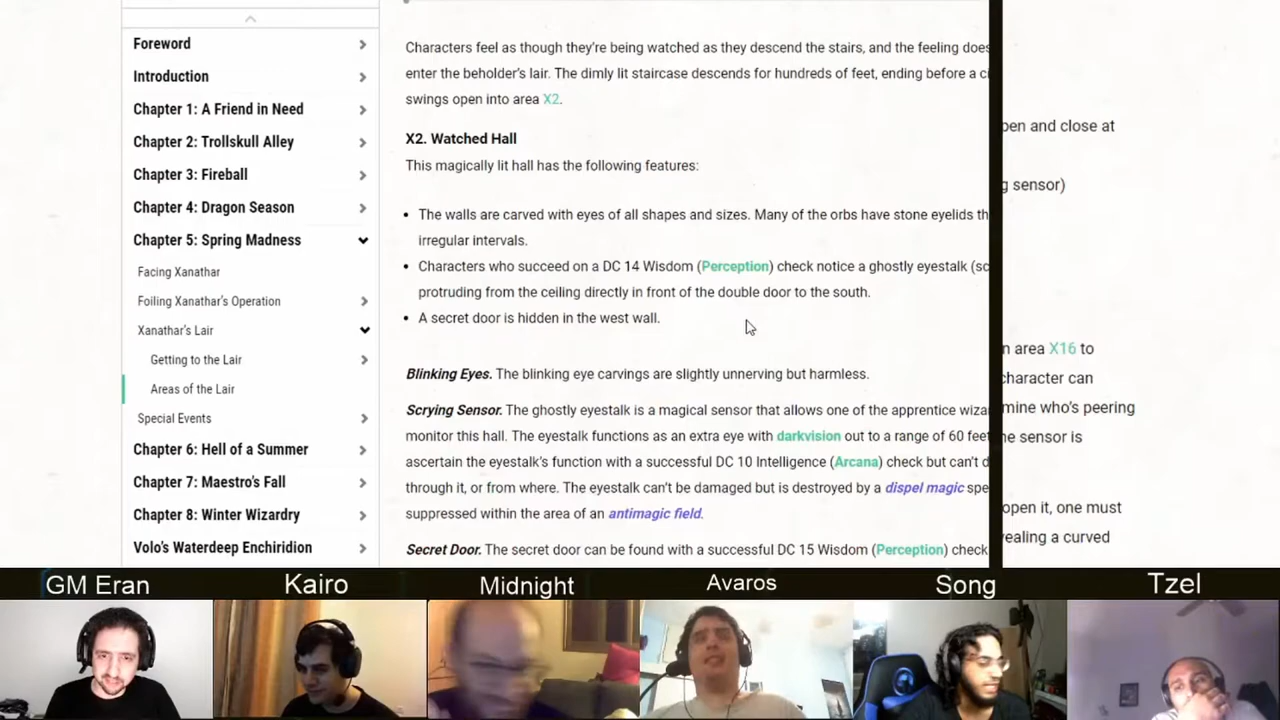 Foreword
Introduction
Chapter 1: A Friend in Need
Chapter 2: Trollskull Alley
Chapter 3: Fireball
Chapter 4: Dragon Season
Chapter 5: Spring Madness
Facing Xanathar
Foiling Xanathar's Operation
Xanathar's Lair
Getting to the Lair
Areas of the Lair
Special Events
Chapter 6: Hell of a Summer
Chapter 7: Maestro's Fall
Chapter 8: Winter Wizardry
Volo's Waterdeep Enchiridion
Characters feel as though they're being watched as they descend the stairs, and the feeling does
enter the beholder's lair. The dimly lit staircase descends for hundreds of feet, ending before a
swings open into area X2.
X2. Watched Hall
This magically lit hall has the following features:
• The walls are carved with eyes of all shapes and sizes. Many of the orbs have stone eyelids
irregular intervals.
• Characters who succeed on a DC 14 Wisdom (Perception) check notice a ghostly eyestalk
protruding from the ceiling directly in front of the double door to the south.
• A secret door is hidden in the west wall.
Blinking Eyes. The blinking eye carvings are slightly unnerving but harmless.
Scrying Sensor. The ghostly eyestalk is a magical sensor that allows one of the apprentice
monitor this hall. The eyestalk functions as an extra eye with darkvision out to a range of 60 feet
ascertain the eyestalk's function with a successful DC 10 Intelligence (Arcana) check but can't
through it, or from where. The eyestalk can't be damaged but is destroyed by a dispel magic
suppressed within the area of an antimagic field.
Secret Door. The secret door can be found with a successful DC 15 Wisdom (Perception) check
and close at
sensor)
area X16 to
character can
who's peering
sensor is
open it, one must
a curved
GM Eran
Kairo
Midnight
Avaros
Song
Tzel